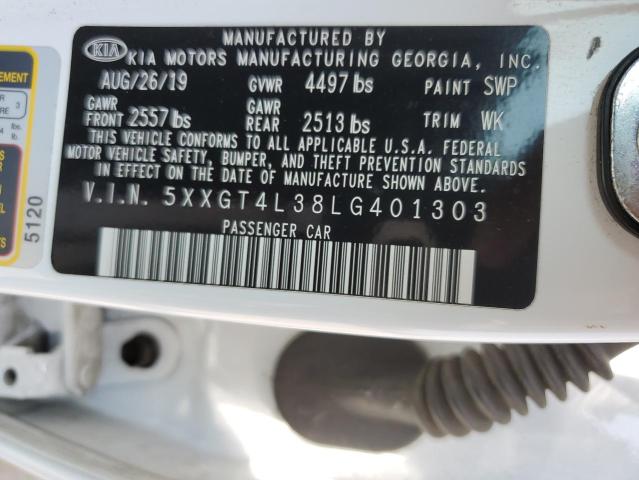 MANUFACTURED BY
KIA KIA MOTORS MANUFACTURING GEORGIA, INC.
AUG/26/19 GVWR 4497 lbs PAINT SWP
GAWR FRONT 2557 lbs GAWR REAR 2513 lbs TRIM WK
THIS VEHICLE CONFORMS TO ALL APPLICABLE U.S.A. FEDERAL
MOTOR VEHICLE SAFETY, BUMPER, AND THEFT PREVENTION STANDARDS
IN EFFECT ON THE DATE OF MANUFACTURE SHOWN ABOVE.
V.I.N. 5XXGT4L38LG401303
PASSENGER CAR
5120